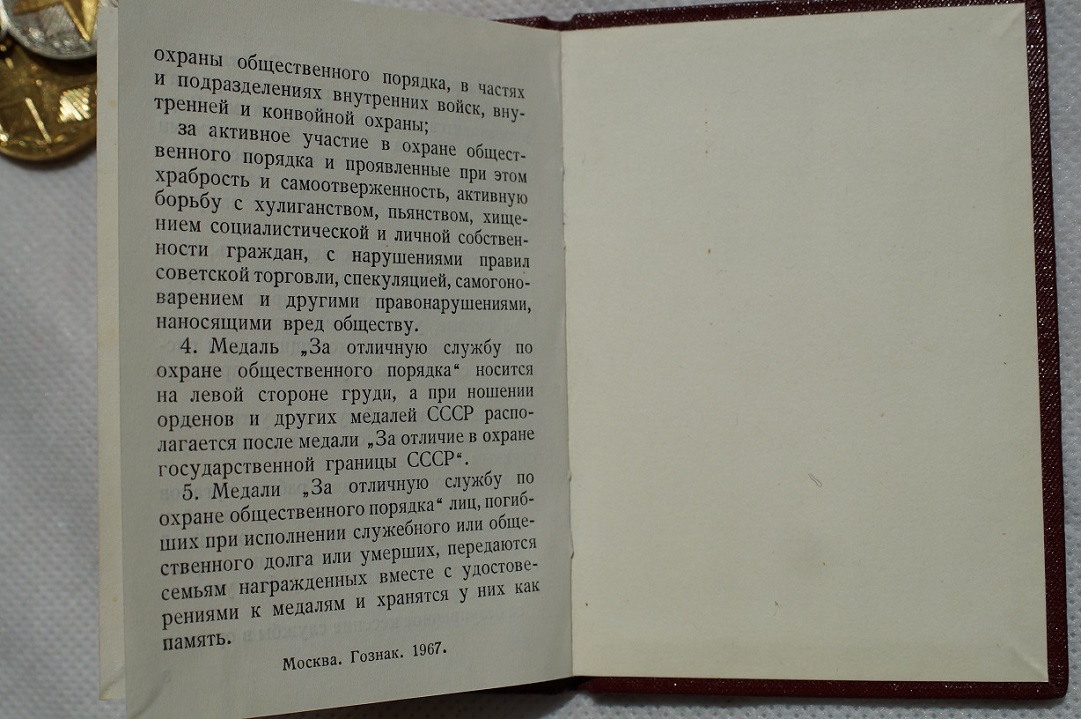 охраны общественного порядка, в частях
и подразделениях внутренних войск, вну-
тренней и конвойной охраны;
за активное участие в охране общест-
венного порядка и проявленные при этом
храбрость и самоотверженность, активную
борьбу с хулиганством, пьянством, хище-
нием социалистической и личной собствен-
ности граждан, с нарушениями правил
советской торговли, спекуляцией, самогоно-
варением и другими правонарушениями,
наносящими вред обществу.
4. Медаль „За отличную службу по
охране общественного порядка“ носится
на левой стороне груди, а при ношении
орденов и других медалей СССР распо-
лагается после медали „За отличие в охране
государственной границы СССР“.
5. Медали „За отличную службу по
охране общественного порядка“ лиц, погиб-
ших при исполнении служебного или обще-
ственного долга или умерших, передаются
семьям награжденных вместе с удостове-
рениями к медалям и хранятся у них как
память.
Москва. Гознак. 1967.